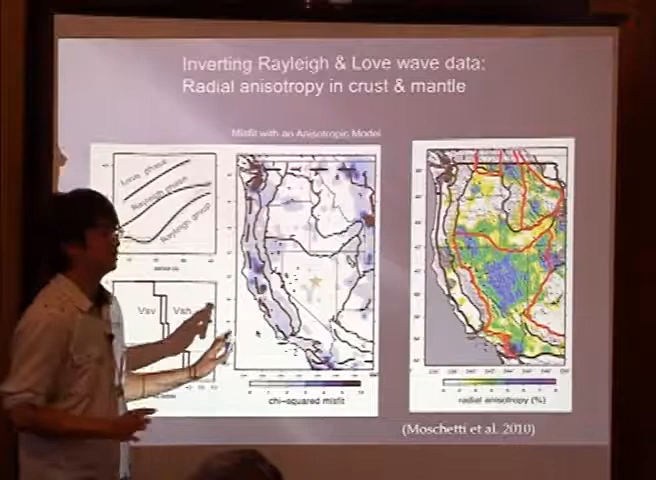 Inverting Rayleigh & Love wave data:
Radial anisotropy in crust & mantle
Misfit with an Anisotropic Model
Love phase
Rayleigh phase
Rayleigh group
Vsv
Vsh
chi-squared misfit
radial anisotropy (%)
(Moschetti et al. 2010)